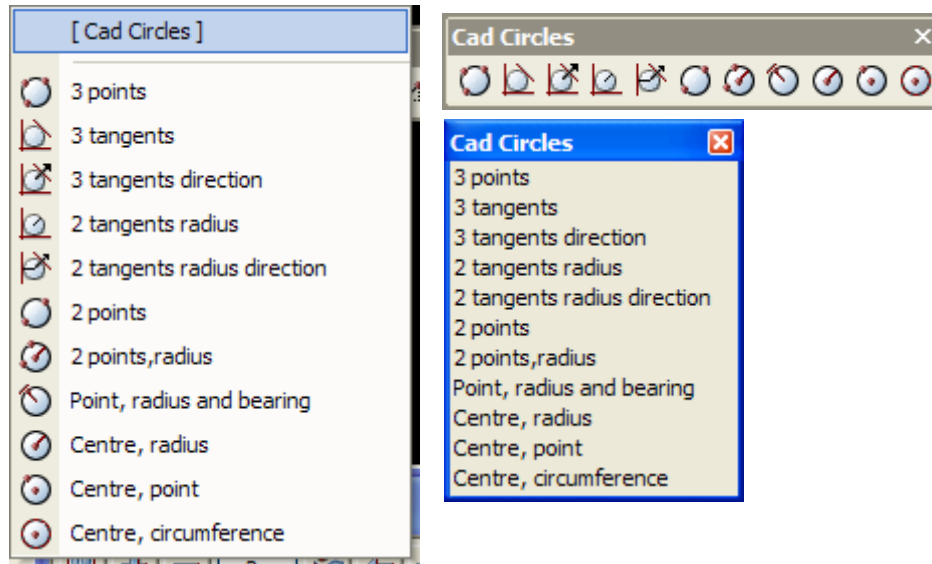 [ Cad Circles ]
3 points
3 tangents
3 tangents direction
2 tangents radius
2 tangents radius direction
2 points
2 points,radius
Point, radius and bearing
Centre, radius
Centre, point
Centre, circumference
Cad Circles
Cad Circles
3 points
3 tangents
3 tangents direction
2 tangents radius
2 tangents radius direction
2 points
2 points,radius
Point, radius and bearing
Centre, radius
Centre, point
Centre, circumference